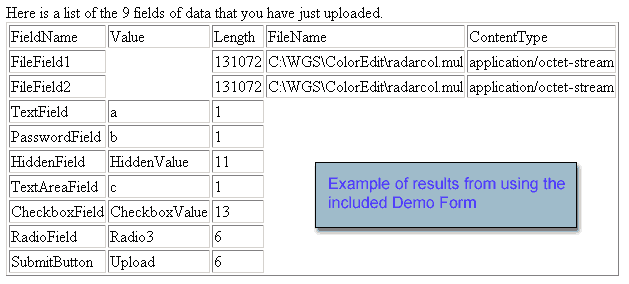 Here is a list of the 9 fields of data that you have just uploaded.
FieldName Value Length FileName ContentType
FileField1 131072 C:\WGS\ColorEdit\radarcol.mul application/octet-stream
FileField2 131072 C:\WGS\ColorEdit\radarcol.mul application/octet-stream
TextField a 1
PasswordField b 1
HiddenField HiddenValue 11
TextAreaField c 1
CheckboxField CheckboxValue 13
RadioField Radio3 6
SubmitButton Upload 6
Example of results from using the
included Demo Form